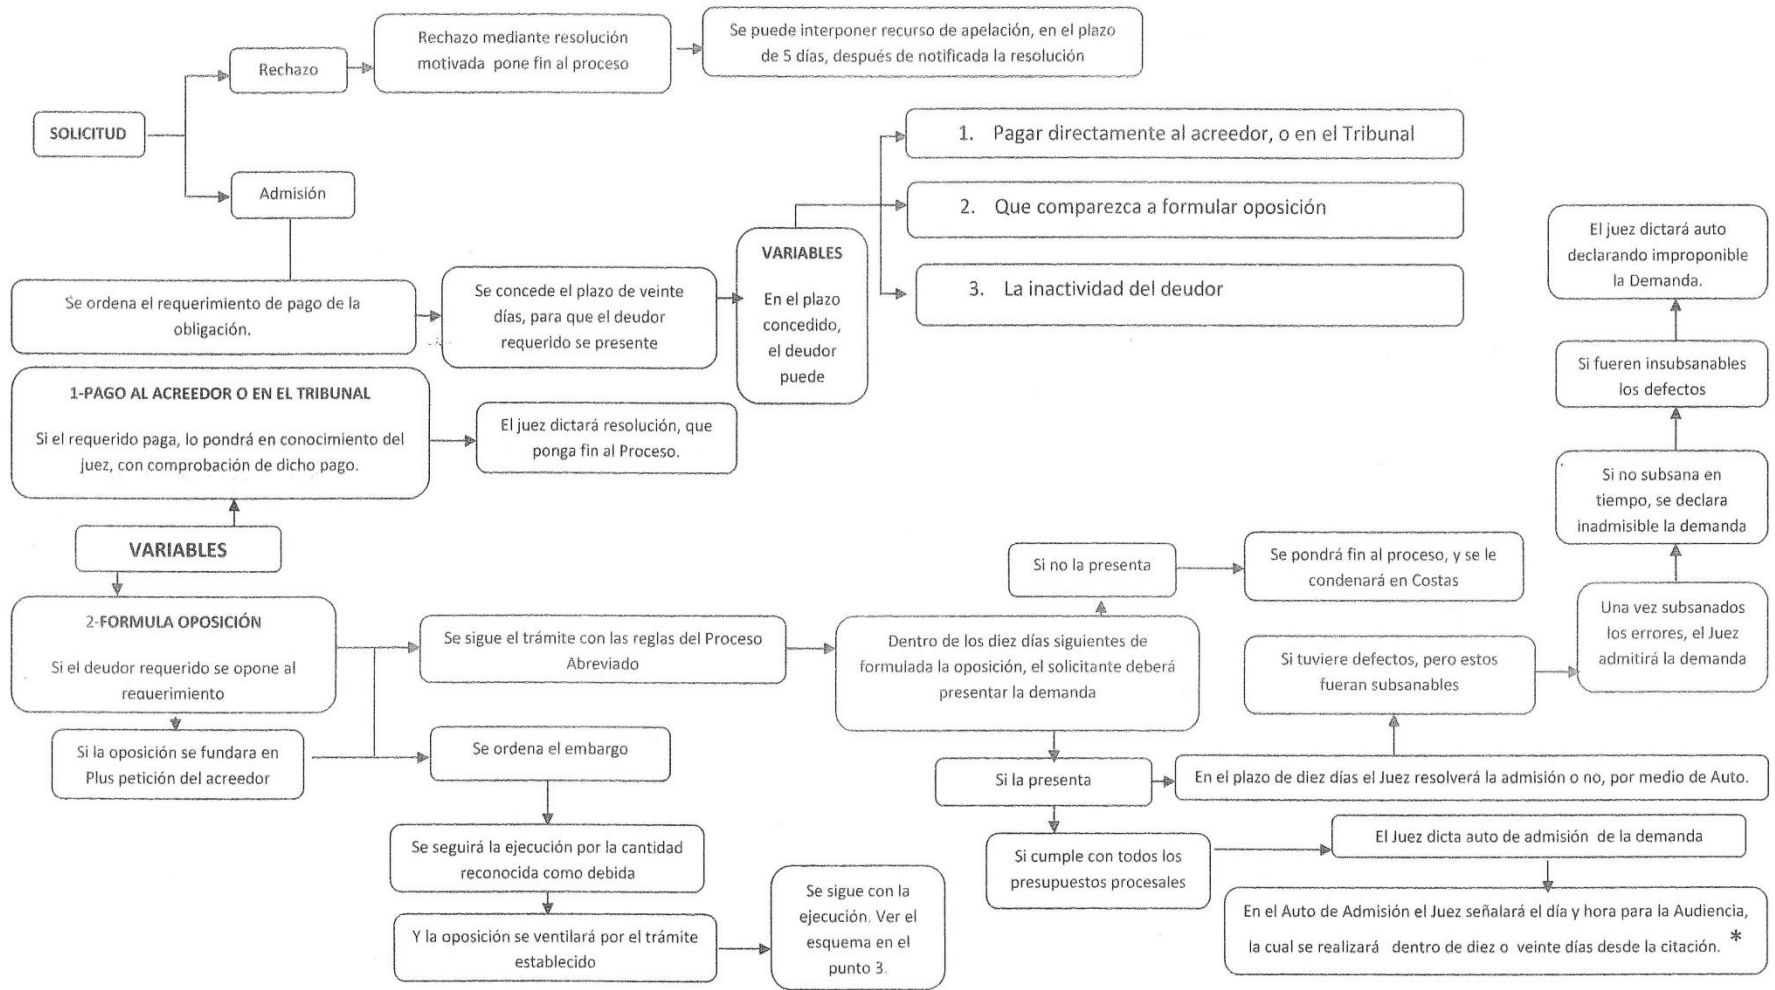 Rechazo
Rechazo mediante resolución
motivada pone fin al proceso
Se puede interponer recurso de apelación, en el plazo
de 5 días, después de notificada la resolución
SOLICITUD
Admisión
1. Pagar directamente al acreedor, o en el Tribunal
2. Que comparezca a formular oposición
3. La inactividad del deudor
Se ordena el requerimiento de pago de la
obligación.
Se concede el plazo de veinte
días, para que el deudor
requerido se presente
VARIABLES
En el plazo
concedido,
el deudor
puede
El juez dictará auto
declarando improponible
la Demanda.
Si fueren insubsanables
los defectos
Si no subsana en
tiempo, se declara
inadmisible la demanda
Una vez subsanados
los errores, el Juez
admitirá la demanda
1-PAGO AL ACREEDOR O EN EL TRIBUNAL
Si el requerido paga, lo pondrá en conocimiento del
juez, con comprobación de dicho pago.
El juez dictará resolución, que
ponga fin al Proceso.
VARIABLES
2-FORMULA OPOSICIÓN
Si el deudor requerido se opone al
requerimiento
Se sigue el trámite con las reglas del Proceso
Abreviado
Dentro de los diez días siguientes de
formulada la oposición, el solicitante deberá
presentar la demanda
Si no la presenta
Se pondrá fin al proceso, y se le
condenará en Costas
Si tuviere defectos, pero estos
fueran subsanables
Si la oposición se fundara en
Plus petición del acreedor
Se ordena el embargo
Si la presenta
En el plazo de diez días el Juez resolverá la admisión o no, por medio de Auto.
Se seguirá la ejecución por la cantidad
reconocida como debida
Si cumple con todos los
presupuestos procesales
El Juez dicta auto de admisión de la demanda
Y la oposición se ventilará por el trámite
establecido
Se sigue con la
ejecución. Ver el
esquema en el
punto 3.
En el Auto de Admisión el Juez señalará el día y hora para la Audiencia,
la cual se realizará dentro de diez o veinte días desde la citación. *